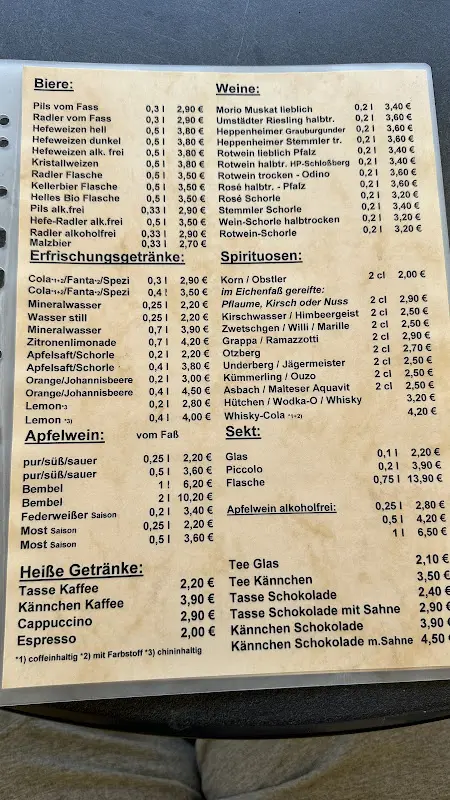 Biere:
Pils vom Fass 0,3 l 2,90 €
Radler vom Fass 0,3 l 2,90 €
Hefeweizen hell 0,5 l 3,80 €
Hefeweizen dunkel 0,5 l 3,80 €
Hefeweizen alk. frei 0,5 l 3,80 €
Kristallweizen 0,5 l 3,80 €
Radler Flasche 0,5 l 3,50 €
Kellerbier Flasche 0,5 l 3,50 €
Helles Bio Flasche 0,5 l 3,50 €
Pils alk.frei 0,33 l 2,90 €
Hefe-Radler alk.frei 0,5 l 3,50 €
Radler alkoholfrei 0,33 l 2,90 €
Malzbier 0,33 l 2,70 €
Weine:
Morio Muskat lieblich 0,2 l 3,40 €
Umstädter Riesling halbtr. 0,2 l 3,60 €
Heppenheimer Grauburgunder 0,2 l 3,60 €
Heppenheimer Stemmler tr. 0,2 l 3,60 €
Rotwein lieblich Pfalz 0,2 l 3,40 €
Rotwein halbtr. HP-Schloßberg 0,2 l 3,40 €
Rotwein trocken - Odino 0,2 l 3,60 €
Rosé halbtr. - Pfalz 0,2 l 3,60 €
Rosé Schorle 0,2 l 3,20 €
Stemmler Schorle 0,2 l 3,40 €
Wein-Schorle halbtrocken 0,2 l 3,20 €
Rotwein-Schorle 0,2 l 3,20 €
Erfrischungsgetränke:
Cola*1+2/Fanta*2/Spezi 0,3 l 2,90 €
Cola*1+2/Fanta*2/Spezi 0,4 l 3,50 €
Mineralwasser 0,25 l 2,20 €
Wasser still 0,25 l 2,20 €
Mineralwasser 0,7 l 3,90 €
Zitronenlimonade 0,7 l 4,20 €
Apfelsaft/Schorle 0,2 l 2,20 €
Apfelsaft/Schorle 0,4 l 3,80 €
Orange/Johannisbeere 0,2 l 3,00 €
Orange/Johannisbeere 0,4 l 4,50 €
Lemon*3 0,2 l 2,80 €
Lemon *3) 0,4 l 4,00 €
Spirituosen:
Korn / Obstler 2 cl 2,00 €
im Eichenfaß gereifte:
Pflaume, Kirsch oder Nuss 2 cl 2,90 €
Kirschwasser / Himbeergeist 2 cl 2,50 €
Zwetschgen / Willi / Marille 2 cl 2,50 €
Grappa / Ramazzotti 2 cl 2,90 €
Otzberg 2 cl 2,70 €
Underberg / Jägermeister 2 cl 2,50 €
Kümmerling / Ouzo 2 cl 2,50 €
Asbach / Malteser Aquavit 2 cl 2,50 €
Hütchen / Wodka-O / Whisky 3,20 €
Whisky-Cola *1+2) 4,20 €
Apfelwein: vom Faß
pur/süß/sauer 0,25 l 2,20 €
pur/süß/sauer 0,5 l 3,60 €
Bembel 1 l 6,20 €
Bembel 2 l 10,20 €
Federweißer Saison 0,2 l 3,40 €
Most Saison 0,25 l 2,20 €
Most Saison 0,5 l 3,60 €
Sekt:
Glas 0,1 l 2,20 €
Piccolo 0,2 l 3,90 €
Flasche 0,75 l 13,90 €
Apfelwein alkoholfrei: 0,25 l 2,80 €
0,5 l 4,20 €
1 l 6,50 €
Heiße Getränke:
Tasse Kaffee 2,20 €
Kännchen Kaffee 3,90 €
Cappuccino 2,90 €
Espresso 2,00 €
*1) coffeinhaltig *2) mit Farbstoff *3) chininhaltig
Tee Glas 2,10 €
Tee Kännchen 3,50 €
Tasse Schokolade 2,40 €
Tasse Schokolade mit Sahne 2,90 €
Kännchen Schokolade 3,90 €
Kännchen Schokolade m.Sahne 4,50